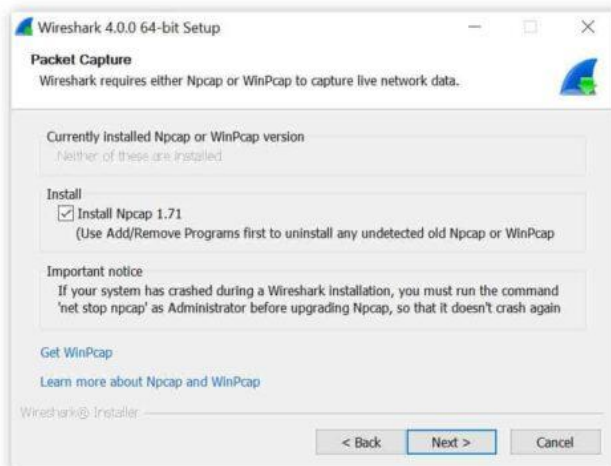 Wireshark 4.0.0 64-bit Setup
Packet Capture
Wireshark requires either Npcap or WinPcap to capture live network data.
Currently installed Npcap or WinPcap version
Neither of these are installed
Install
Install Npcap 1.71
(Use Add/Remove Programs first to uninstall any undetected old Npcap or WinPcap
Important notice
If your system has crashed during a Wireshark installation, you must run the command
'net stop npcap' as Administrator before upgrading Npcap, so that it doesn't crash again
Get WinPcap
Learn more about Npcap and WinPcap
Wireshark® Installer
< Back Next > Cancel